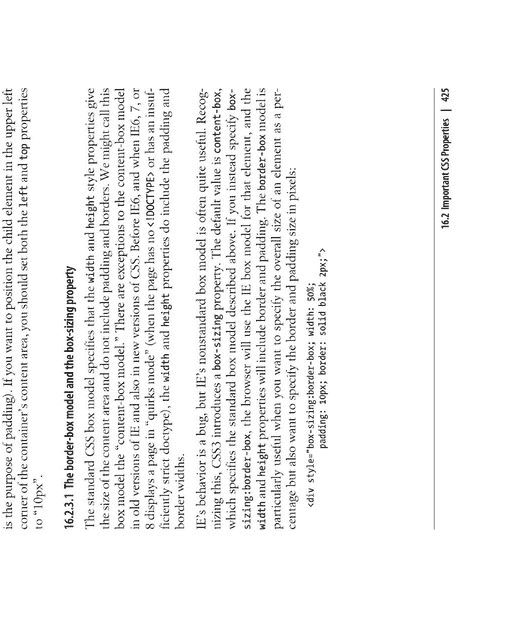 is the purpose of padding). If you want to position the child element in the upper left
corner of the container's content area, you should set both the left and top properties
to “10px”.
16.2.3.1 The border-box model and the box-sizing property
The standard CSS box model specifies that the width and height style properties give
the size of the content area and do not include padding and borders. We might call this
box model the “content-box model.” There are exceptions to the content-box model
in old versions of IE and also in new versions of CSS. Before IE6, and when IE6, 7, or
8 displays a page in “quirks mode” (when the page has no <!DOCTYPE> or has an insuf-
ficiently strict doctype), the width and height properties do include the padding and
border widths.
IE's behavior is a bug, but IE's nonstandard box model is often quite useful. Recog-
nizing this, CSS3 introduces a box-sizing property. The default value is content-box,
which specifies the standard box model described above. If you instead specify box-
sizing:border-box, the browser will use the IE box model for that element, and the
width and height properties will include border and padding. The border-box model is
particularly useful when you want to specify the overall size of an element as a per-
centage but also want to specify the border and padding size in pixels:
<div style="box-sizing:border-box; width: 50%;
padding: 10px; border: solid black 2px;">
16.2 Important CSS Properties | 425